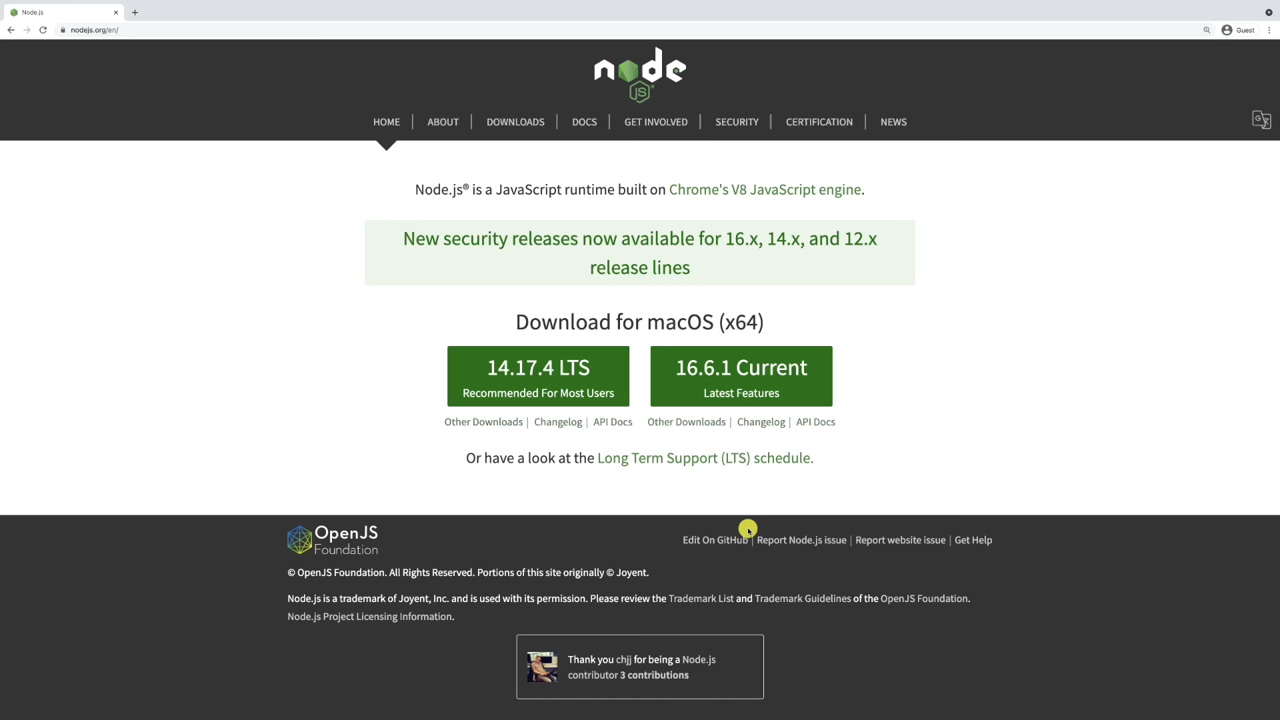 Node.js
nodejs.org/en/
Guest
node
JS
HOME
ABOUT
DOWNLOADS
DOCS
GET INVOLVED
SECURITY
CERTIFICATION
NEWS
Node.js® is a JavaScript runtime built on Chrome's V8 JavaScript engine.
New security releases now available for 16.x, 14.x, and 12.x
release lines
Download for macOS (x64)
14.17.4 LTS
Recommended For Most Users
16.6.1 Current
Latest Features
Other Downloads | Changelog | API Docs
Other Downloads | Changelog | API Docs
Or have a look at the Long Term Support (LTS) schedule.
OpenJS
Foundation
Edit On GitHub | Report Node.js issue | Report website issue | Get Help
© OpenJS Foundation. All Rights Reserved. Portions of this site originally © Joyent.
Node.js is a trademark of Joyent, Inc. and is used with its permission. Please review the Trademark List and Trademark Guidelines of the OpenJS Foundation.
Node.js Project Licensing Information.
Thank you chjj for being a Node.js
contributor 3 contributions